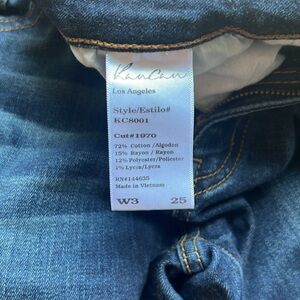 KanCan
Los Angeles
Style/Estilo#
KC8001
Cut#1970
72% Cotton /Algodon
15% Rayon / Rayon
12% Polyester/Poliester
1% Lycra/Lycra
RN#144635
Made in Vietnam
W3 25